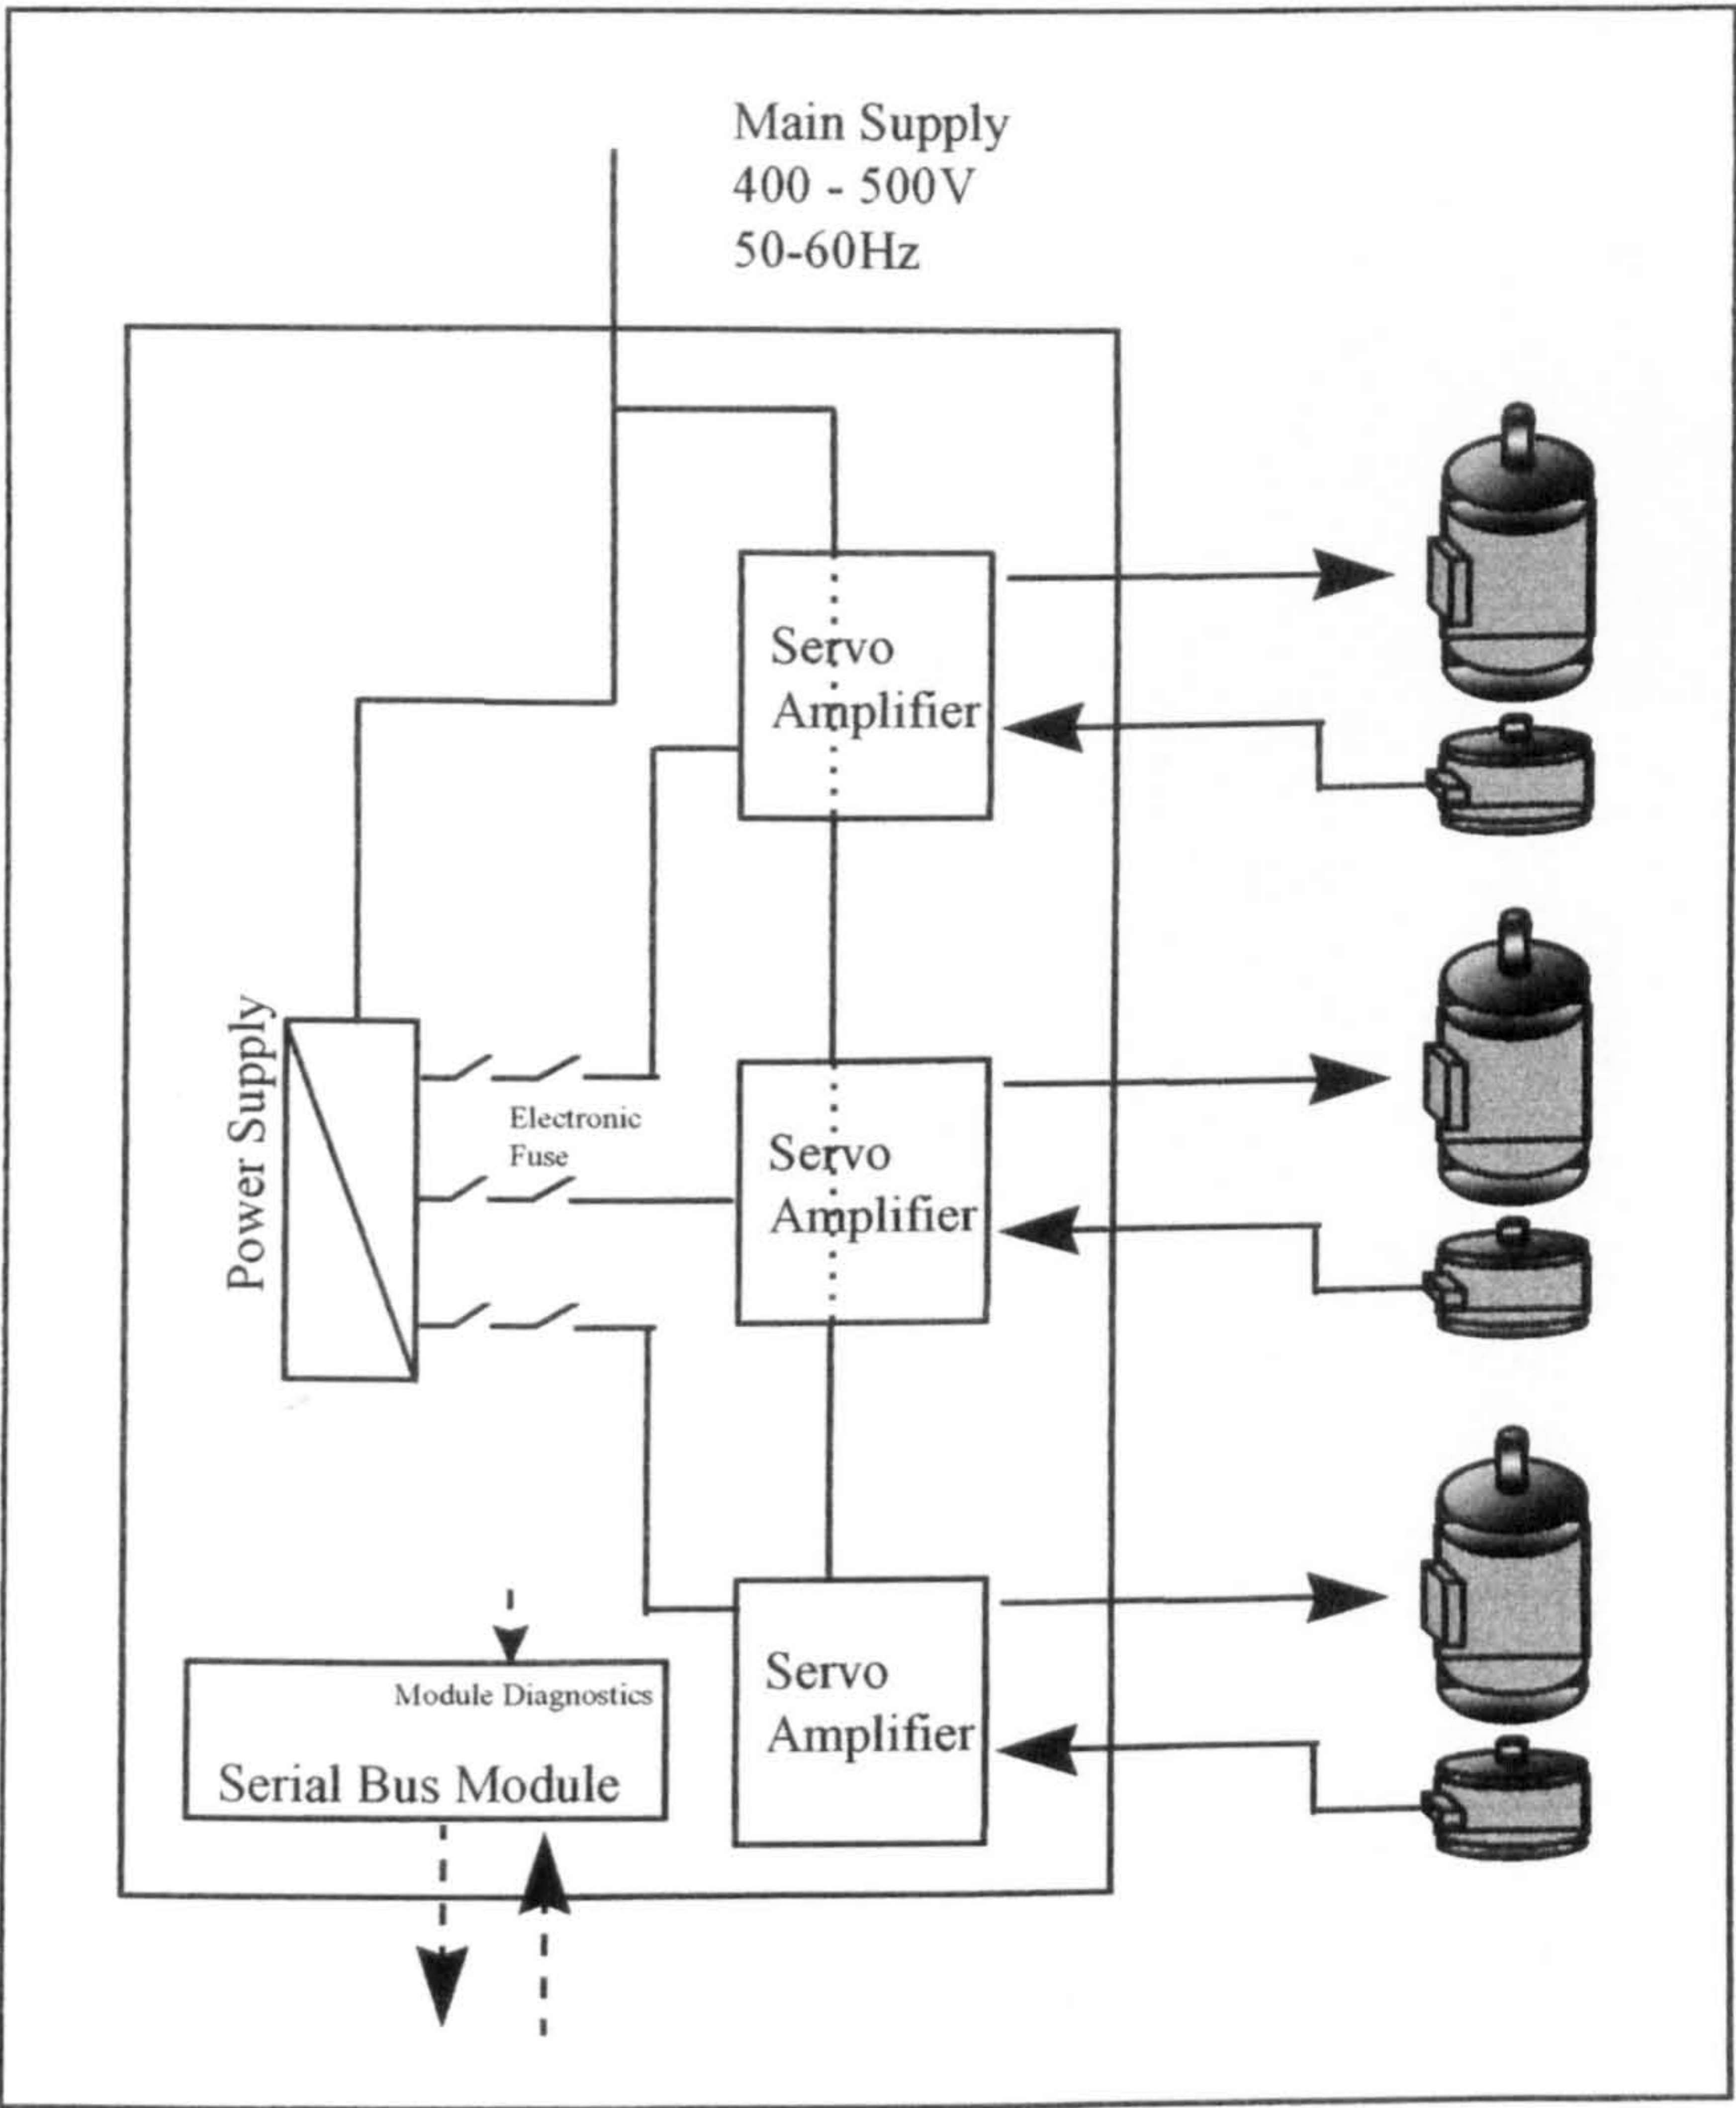 Main Supply
400 - 500V
50-60Hz
Servo
Amplifier
Power Supply
Electronic
Fuse
Servo
Amplifier
Servo
Amplifier
Module Diagnostics
Serial Bus Module